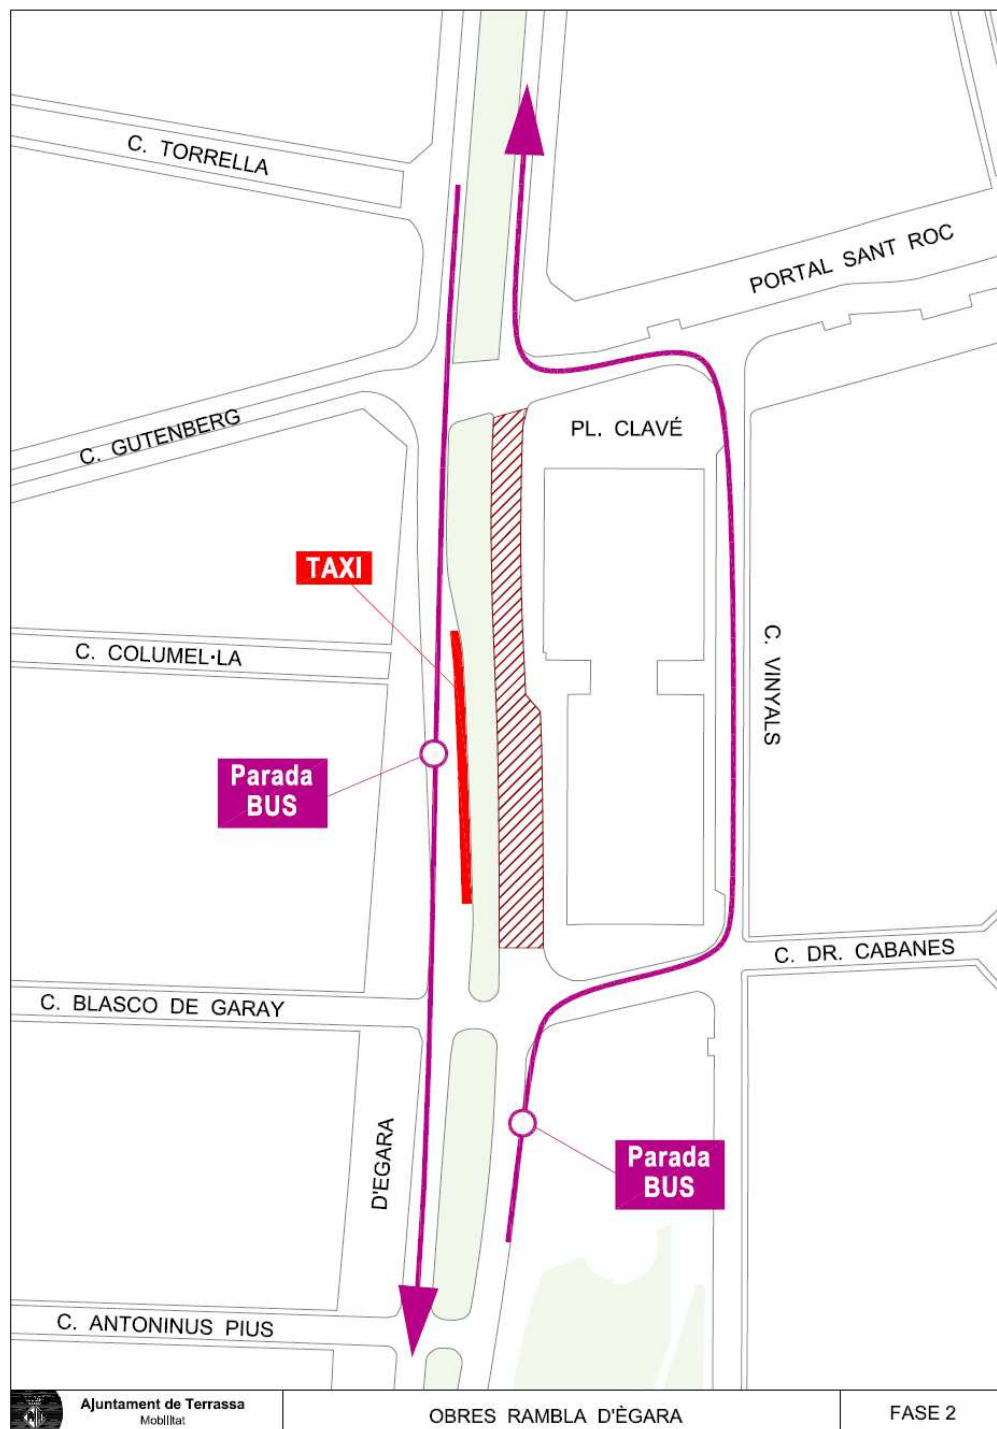 C. TORRELLA
PORTAL SANT ROC
C. GUTENBERG
PL. CLAVÉ
TAXI
C. COLUMEL·LA
C. VINYALS
Parada
BUS
C. DR. CABANES
C. BLASCO DE GARAY
D'EGARA
Parada
BUS
C. ANTONINUS PIUS
Ajuntament de Terrassa
Mobilitat
OBRES RAMBLA D'ÈGARA
FASE 2